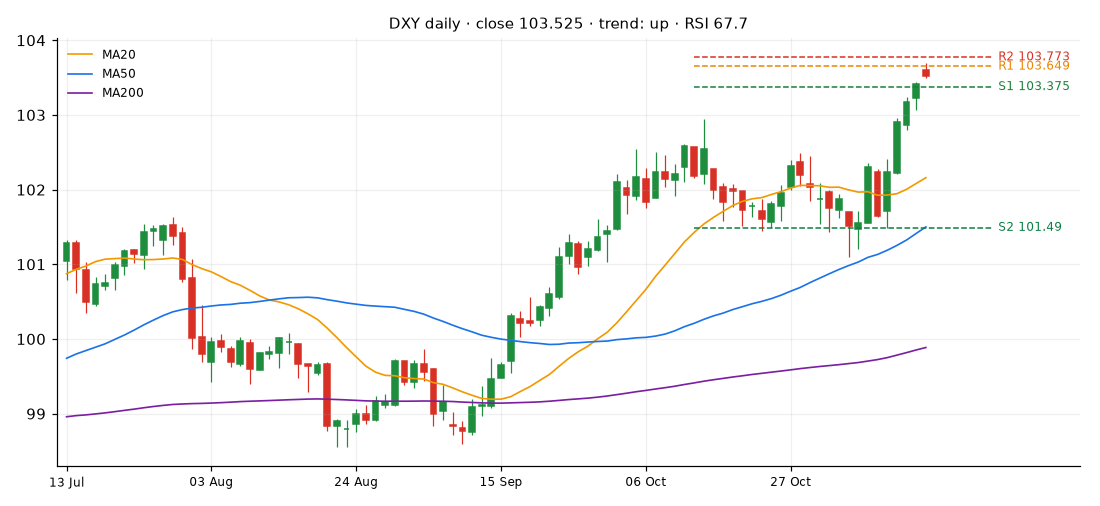 DXY daily · close 103.525 · trend: up · RSI 67.7
MA20
MA50
MA200
104
103
102
101
100
99
R2 103.773
R1 103.649
S1 103.375
S2 101.49
13 Jul
03 Aug
24 Aug
15 Sep
06 Oct
27 Oct